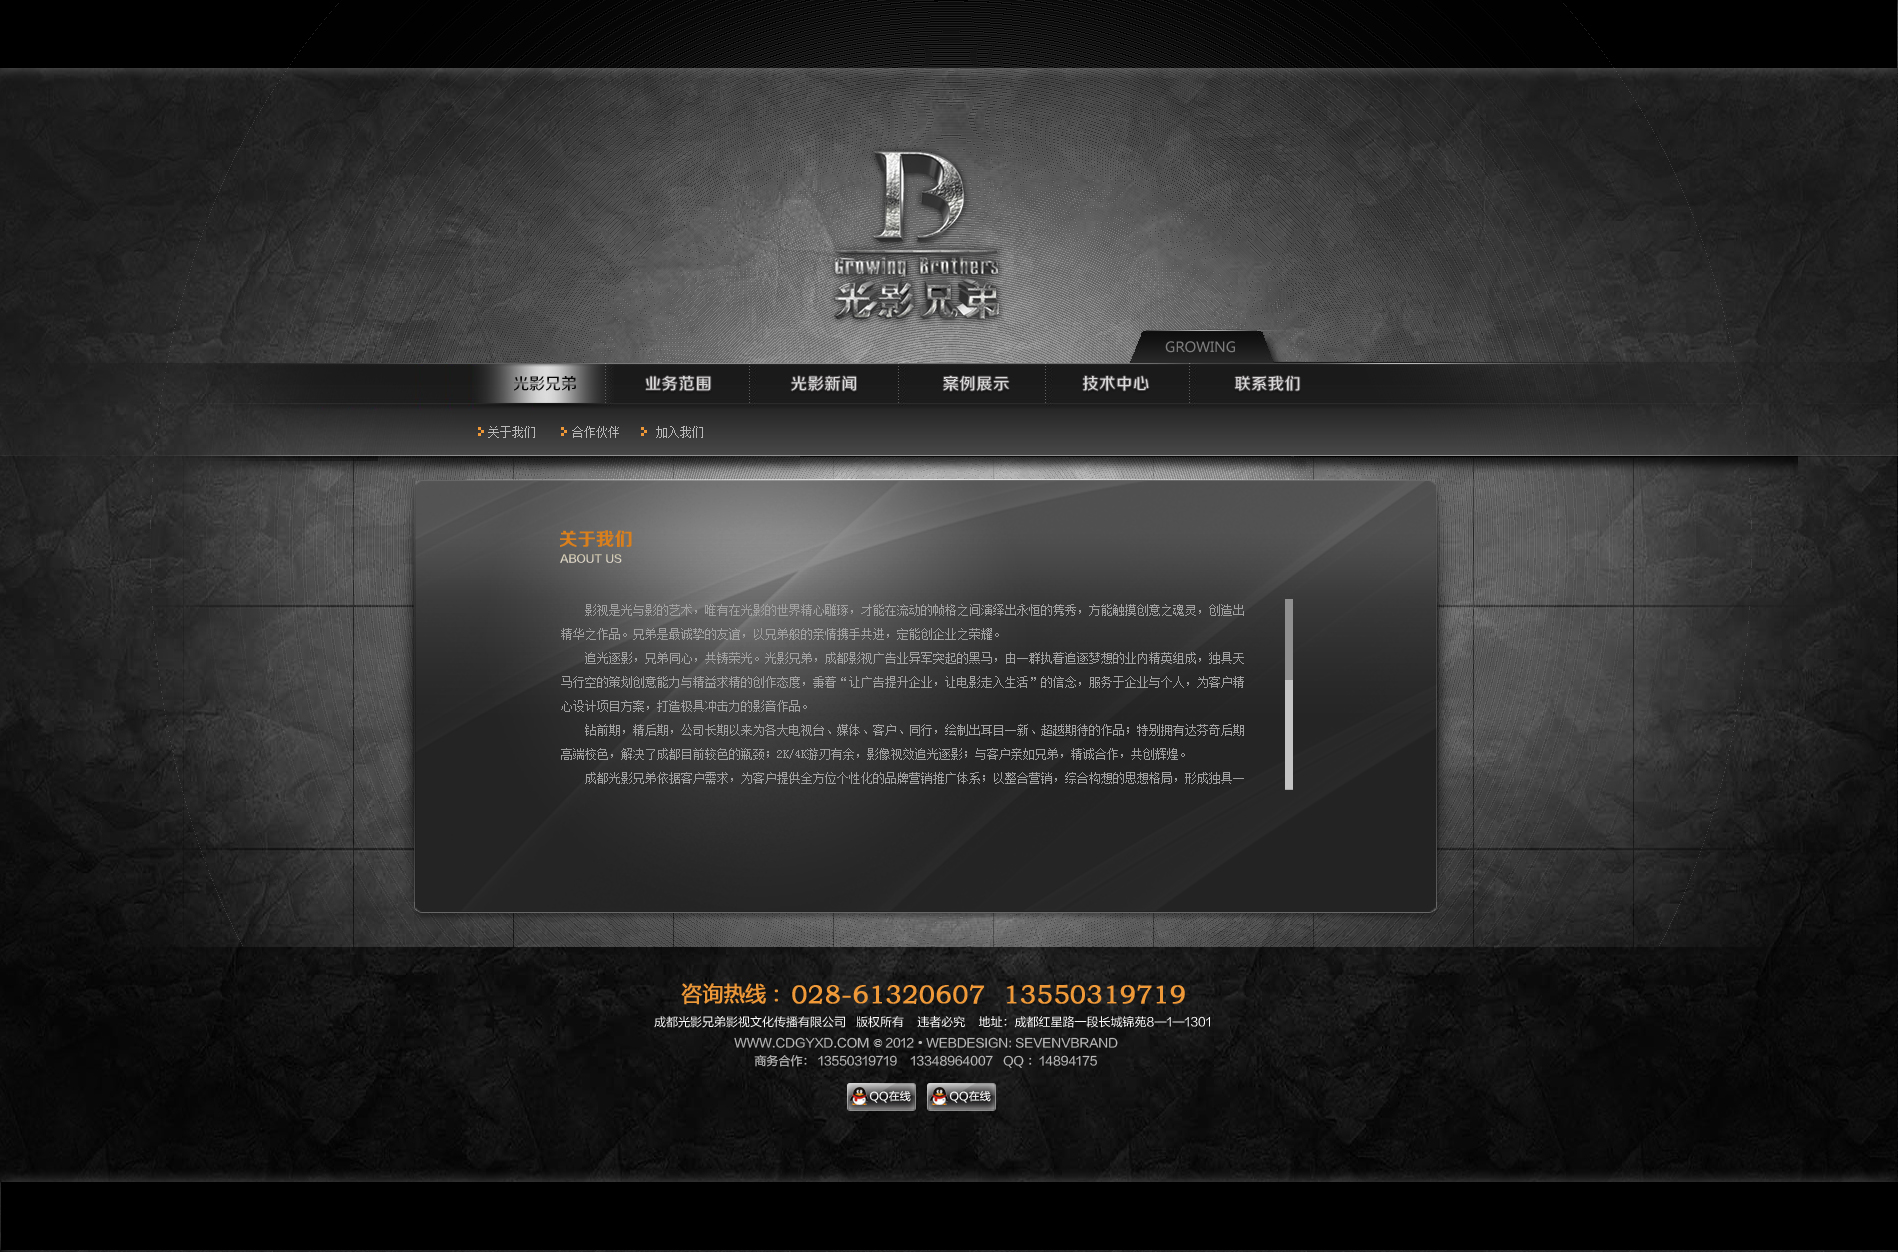 B
Growing Brothers
光影兄弟
GROWING
光影兄弟 业务范围 光影新闻 案例展示 技术中心 联系我们
关于我们 合作伙伴 加入我们
关于我们
ABOUT US
影视是光与影的艺术，唯有在光影的世界精心雕琢，才能在流动的帧格之间演绎出永恒的隽秀，方能触摸创意之魂灵，创造出
精华之作品。兄弟是最诚挚的友谊，以兄弟般的亲情携手共进，定能创企业之荣耀。
追光逐影，兄弟同心，共铸荣光。光影兄弟，成都影视广告业异军突起的黑马，由一群执着追逐梦想的业内精英组成，独具天
马行空的策划创意能力与精益求精的创作态度，秉着“让广告提升企业，让电影走入生活”的信念，服务于企业与个人，为客户精
心设计项目方案，打造极具冲击力的影音作品。
钻前期，精后期，公司长期以来为各大电视台、媒体、客户、同行，绘制出耳目一新、超越期待的作品；特别拥有达芬奇后期
高端校色，解决了成都目前较色的瓶颈；2K/4K游刃有余，影像视效追光逐影；与客户亲如兄弟，精诚合作，共创辉煌。
成都光影兄弟依据客户需求，为客户提供全方位个性化的品牌营销推广体系；以整合营销，综合构想的思想格局，形成独具一
咨询热线：028-61320607 13550319719
成都光影兄弟影视文化传播有限公司 版权所有 违者必究 地址：成都红星路一段长城锦苑8—1—1301
WWW.CDGYXD.COM © 2012 • WEBDESIGN: SEVENVBRAND
商务合作： 13550319719 13348964007 QQ：14894175
QQ在线 QQ在线